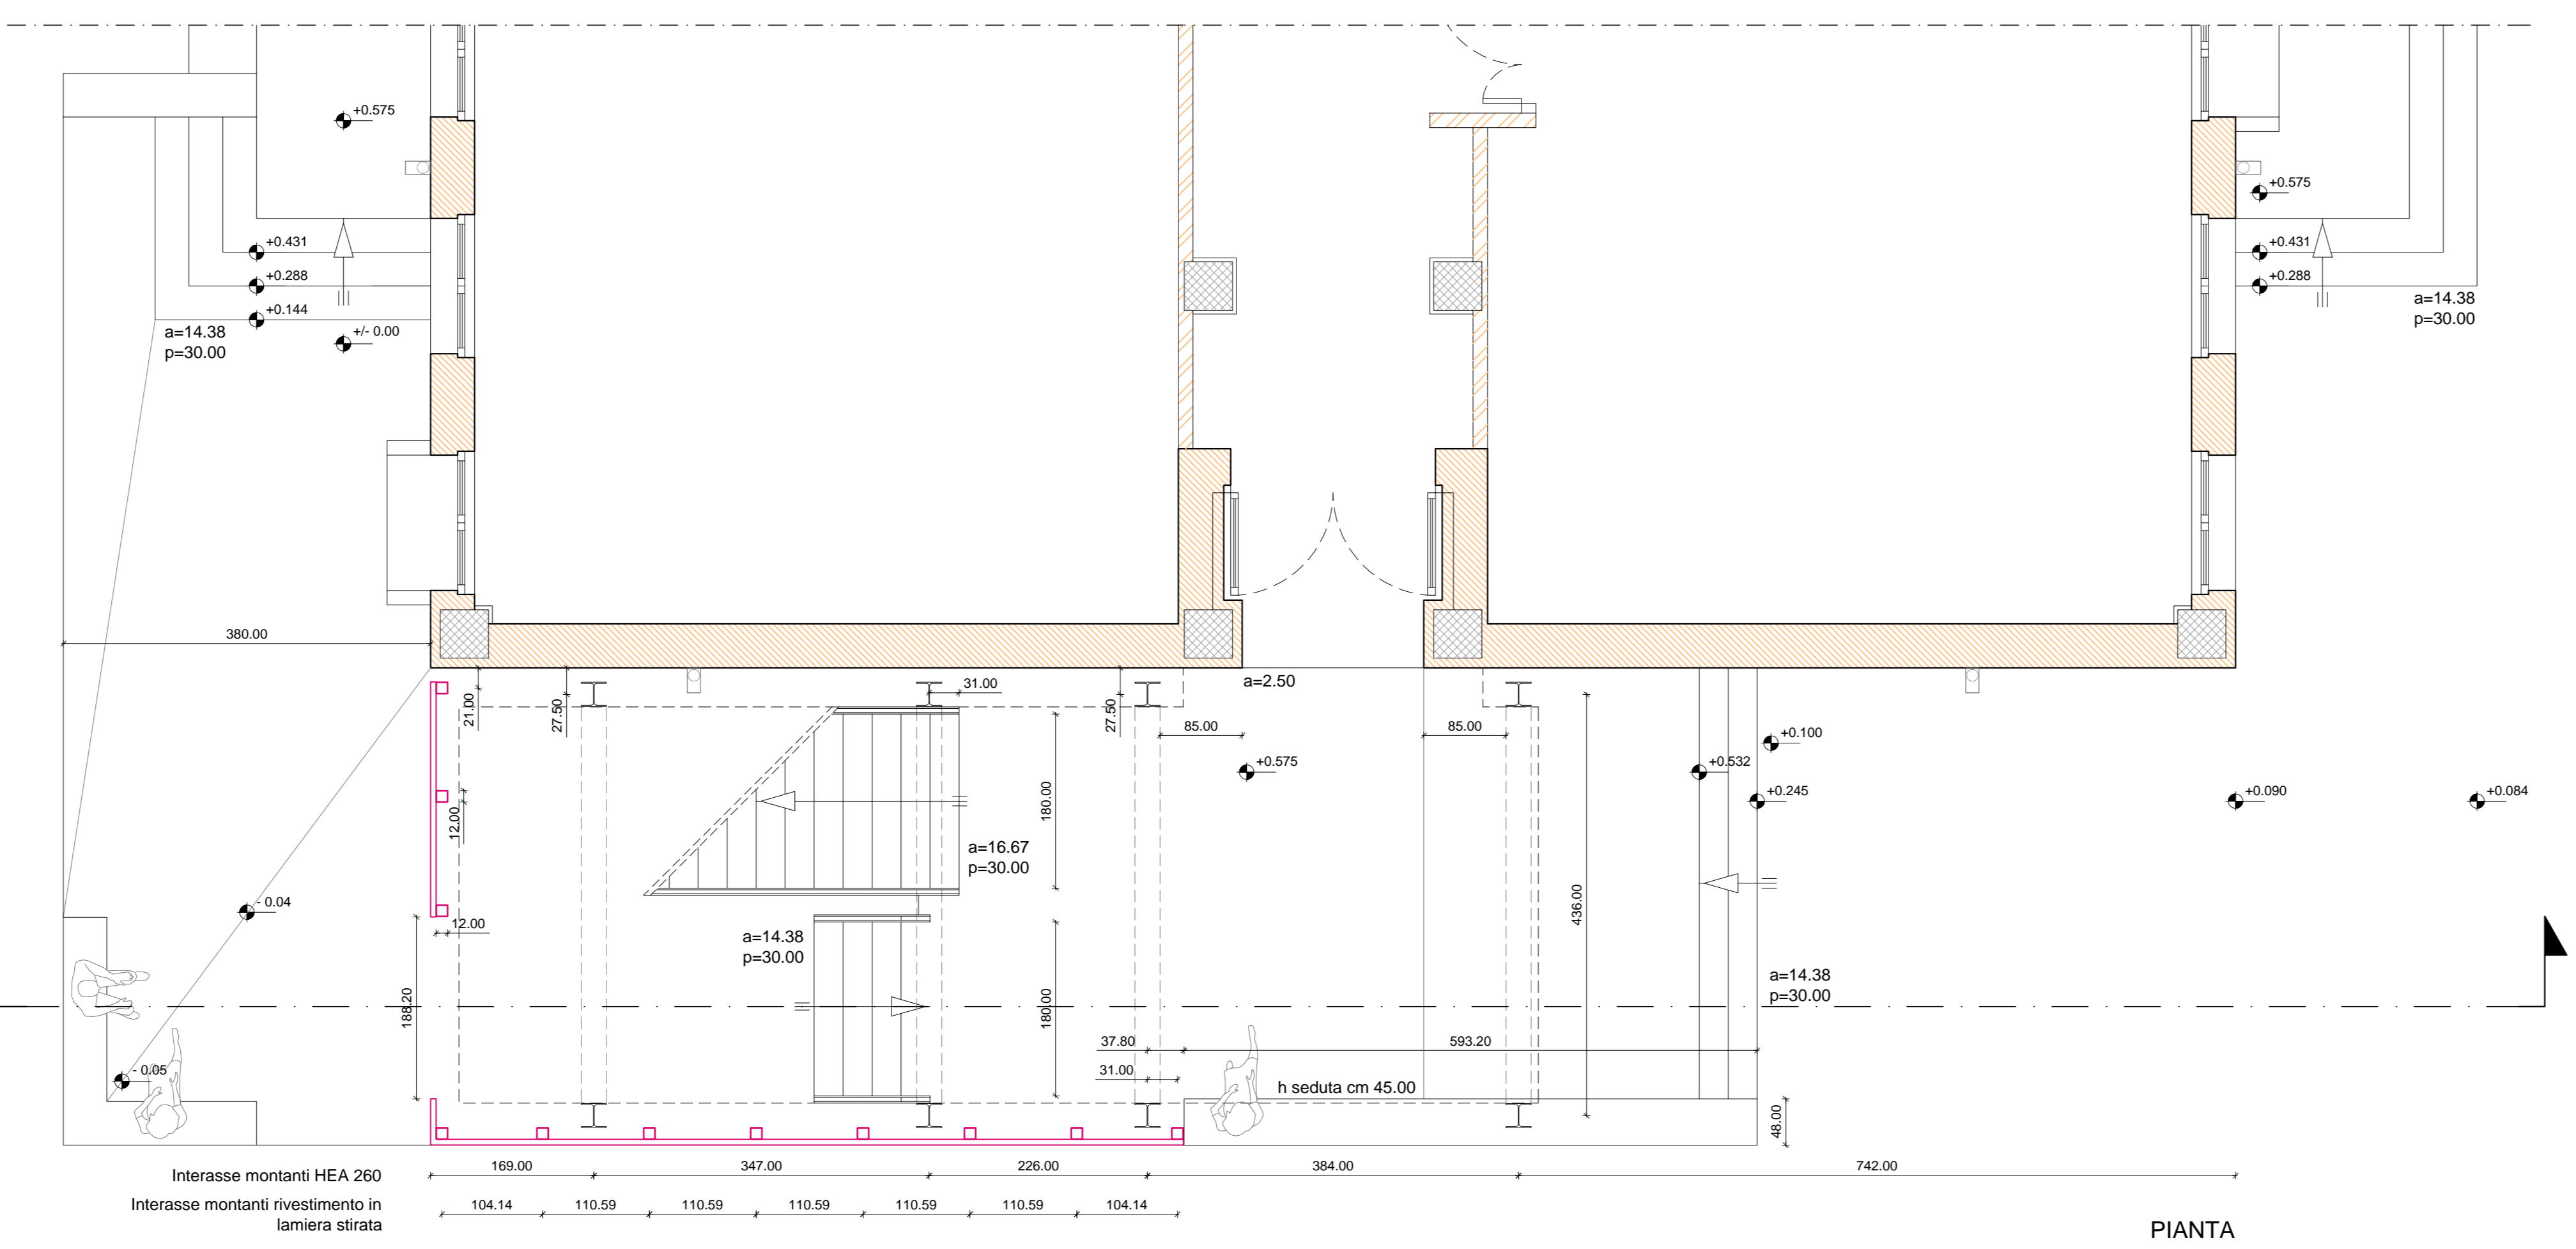 +0.575
+0.575
+0.431
+0.431
+0.288
+0.288
+0.144
a=14.38
p=30.00
+/- 0.00
a=14.38
p=30.00
380.00
21.00
27.50
31.00
27.50
a=2.50
85.00
85.00
+0.575
+0.100
+0.532
+0.245
+0.090
+0.084
12.00
180.00
a=16.67
p=30.00
- 0.04
12.00
436.00
a=14.38
p=30.00
188.20
180.00
a=14.38
p=30.00
37.80
593.20
- 0.05
31.00
h seduta cm 45.00
48.00
Interasse montanti HEA 260
169.00 347.00 226.00 384.00 742.00
Interasse montanti rivestimento in
lamiera stirata
104.14 110.59 110.59 110.59 110.59 110.59 104.14
PIANTA